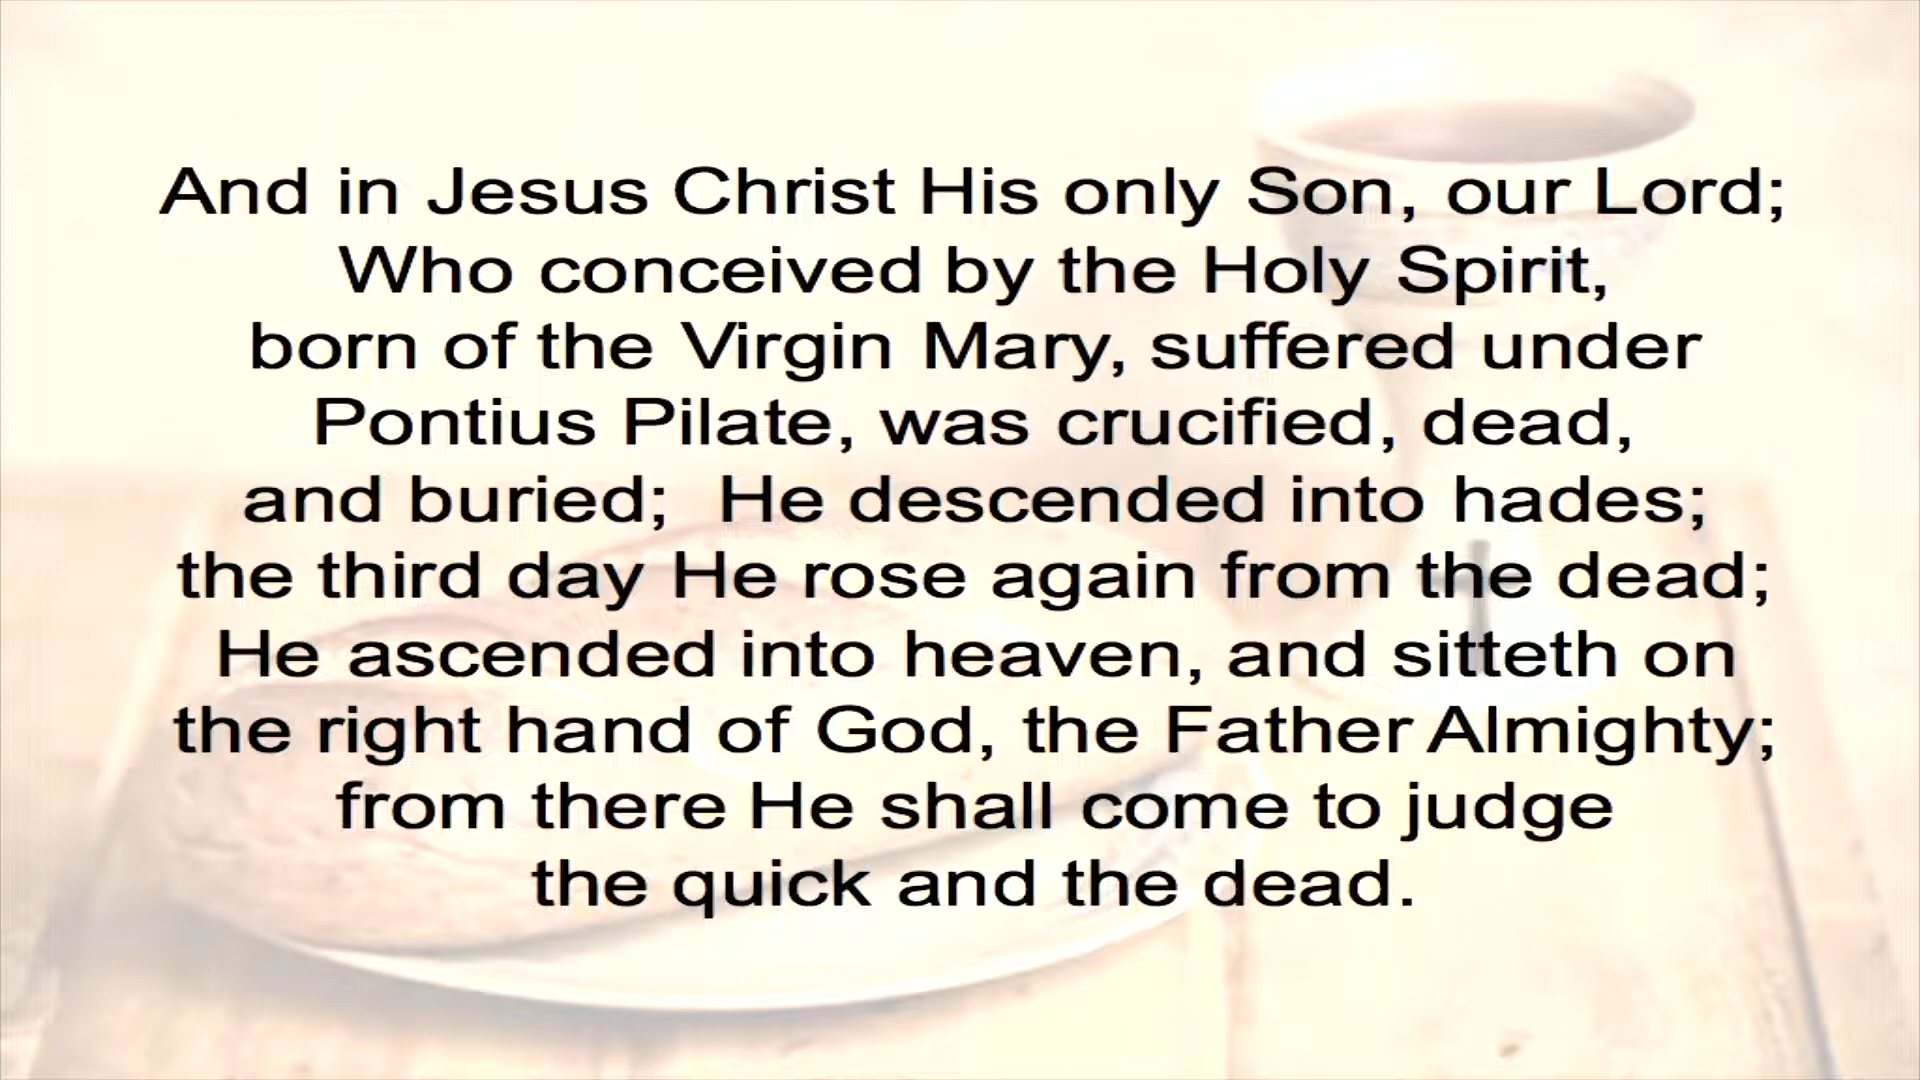 And in Jesus Christ His only Son, our Lord;
Who conceived by the Holy Spirit,
born of the Virgin Mary, suffered under
Pontius Pilate, was crucified, dead,
and buried;  He descended into hades;
the third day He rose again from the dead;
He ascended into heaven, and sitteth on
the right hand of God, the Father Almighty;
from there He shall come to judge
the quick and the dead.